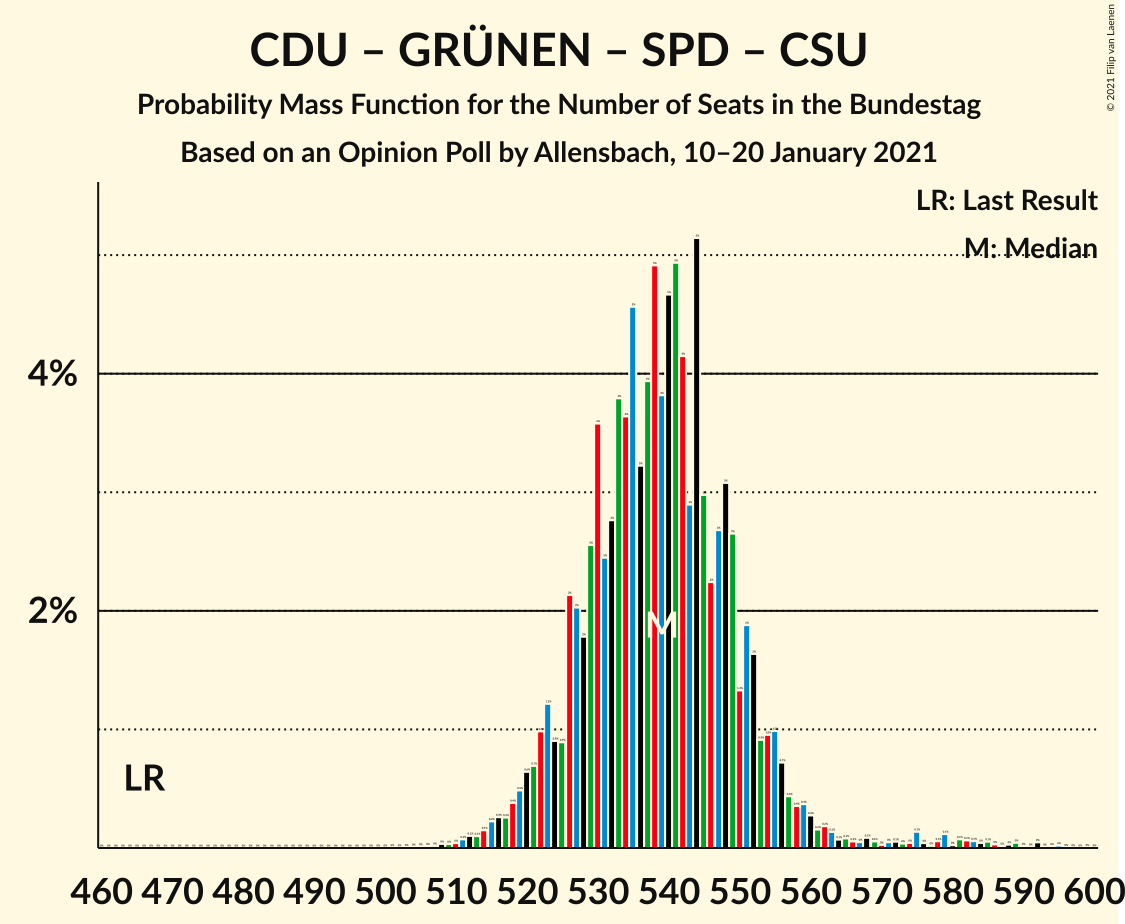 CDU – GRÜNEN – SPD – CSU
Probability Mass Function for the Number of Seats in the Bundestag
Based on an Opinion Poll by Allensbach, 10–20 January 2021
© 2021 Filip van Laenen
LR: Last Result
M: Median
4%
2%
LR
M
460 470 480 490 500 510 520 530 540 550 560 570 580 590 600